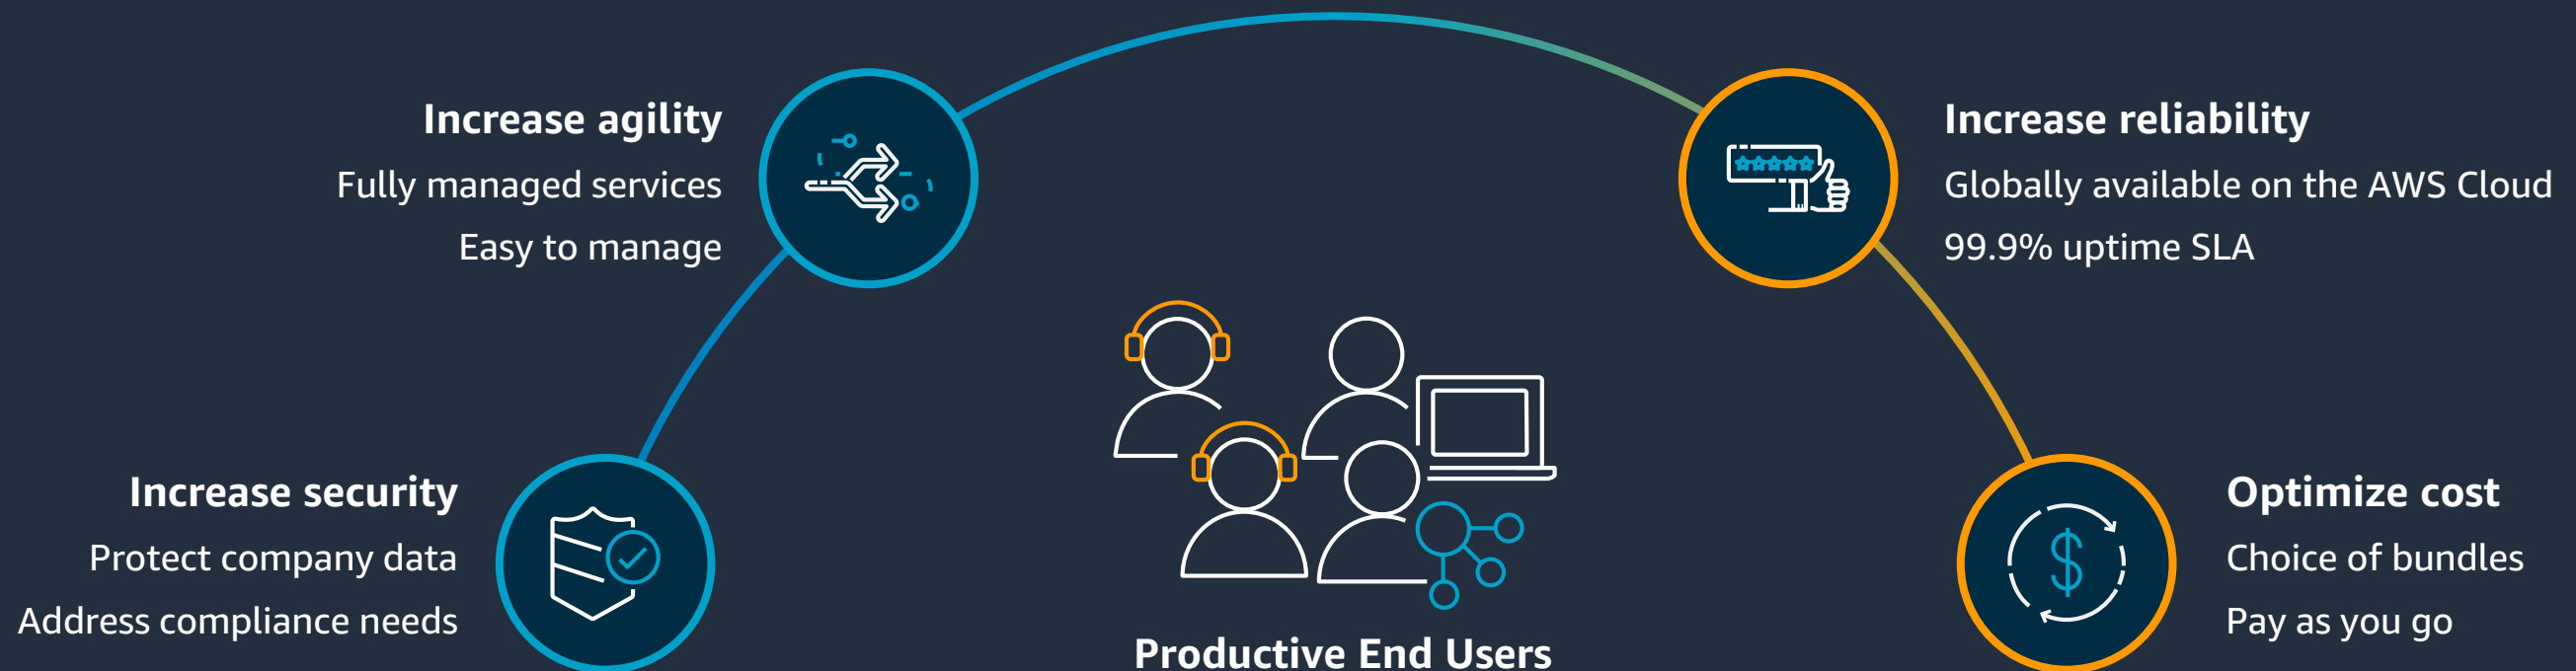 Increase agility
Fully managed services
Easy to manage
Increase reliability
Globally available on the AWS Cloud
99.9% uptime SLA
Increase security
Protect company data
Address compliance needs
$
Optimize cost
Choice of bundles
Pay as you go
Productive End Users